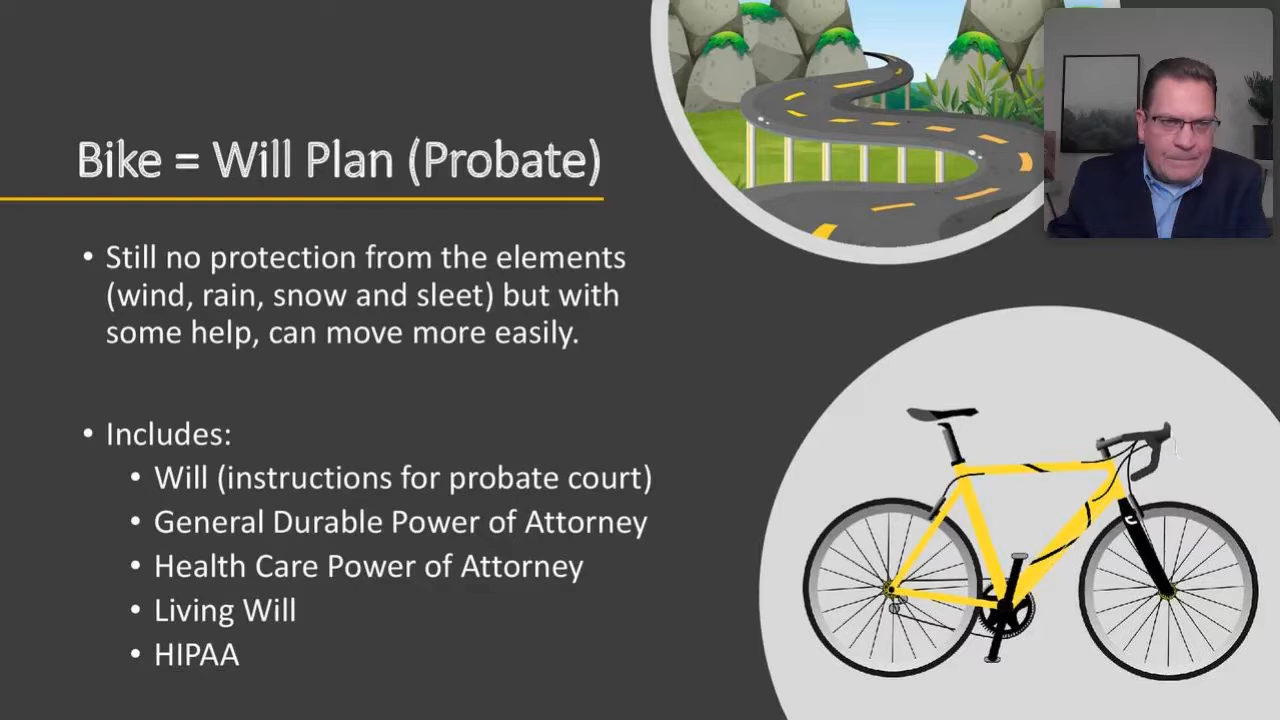 Bike = Will Plan (Probate)
• Still no protection from the elements
(wind, rain, snow and sleet) but with
some help, can move more easily.
• Includes:
• Will (instructions for probate court)
• General Durable Power of Attorney
• Health Care Power of Attorney
• Living Will
• HIPAA